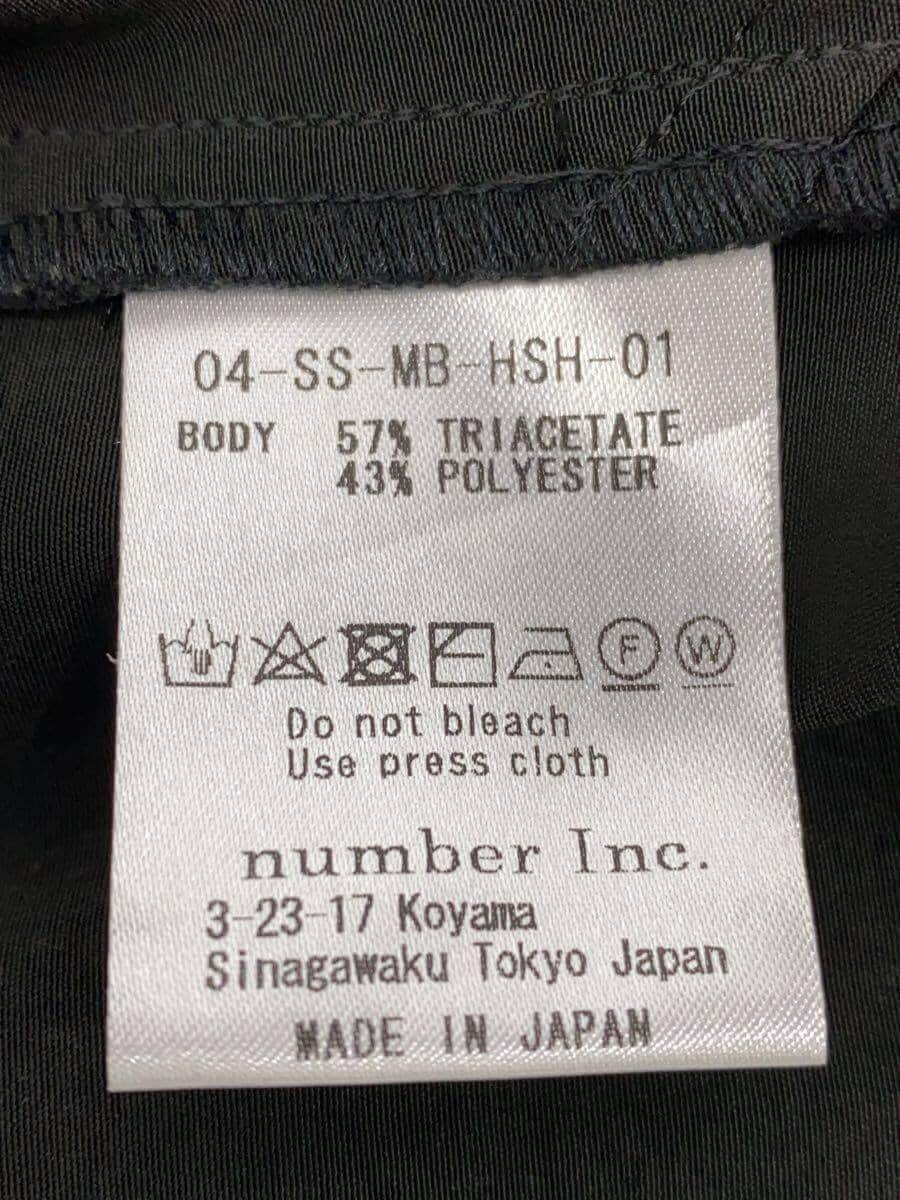 04-SS-MB-HSH-01
BODY 57% TRIACETATE
43% POLYESTER
F W
Do not bleach
Use press cloth
number Inc.
3-23-17 Koyama
Sinagawaku Tokyo Japan
MADE IN JAPAN